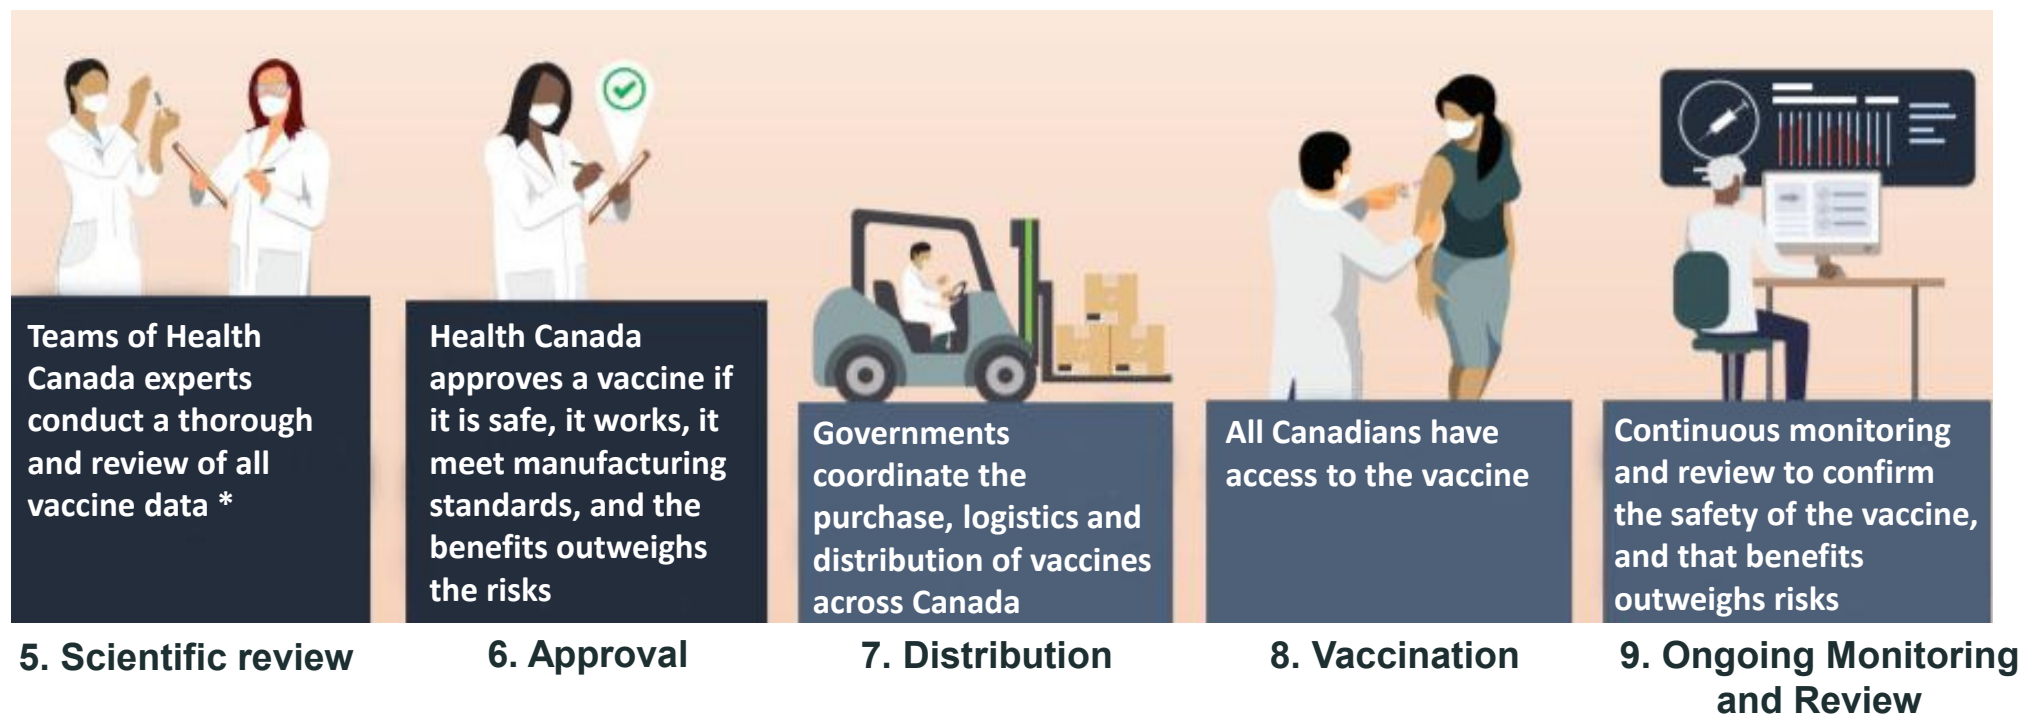 Teams of Health
Canada experts
conduct a thorough
and review of all
vaccine data *
5. Scientific review
Health Canada
approves a vaccine if
it is safe, it works, it
meet manufacturing
standards, and the
benefits outweighs
the risks
6. Approval
Governments
coordinate the
purchase, logistics and
distribution of vaccines
across Canada
7. Distribution
All Canadians have
access to the vaccine
8. Vaccination
Continuous monitoring
and review to confirm
the safety of the vaccine,
and that benefits
outweighs risks
9. Ongoing Monitoring
and Review